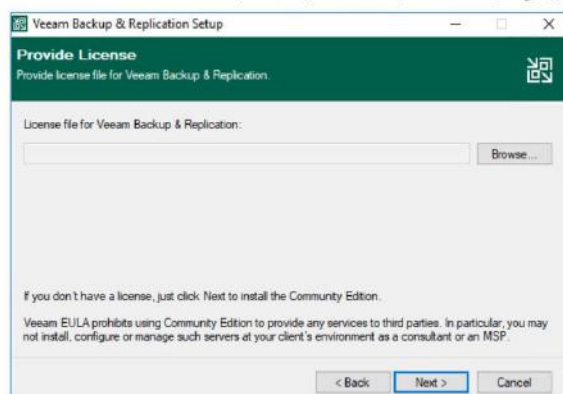 Veeam Backup & Replication Setup
Provide License
Provide license file for Veeam Backup & Replication.
License file for Veeam Backup & Replication:
Browse...
If you don't have a license, just click Next to install the Community Edition.
Veeam EULA prohibits using Community Edition to provide any services to third parties. In particular, you may
not install, configure or manage such servers at your client's environment as a consultant or an MSP.
< Back Next > Cancel